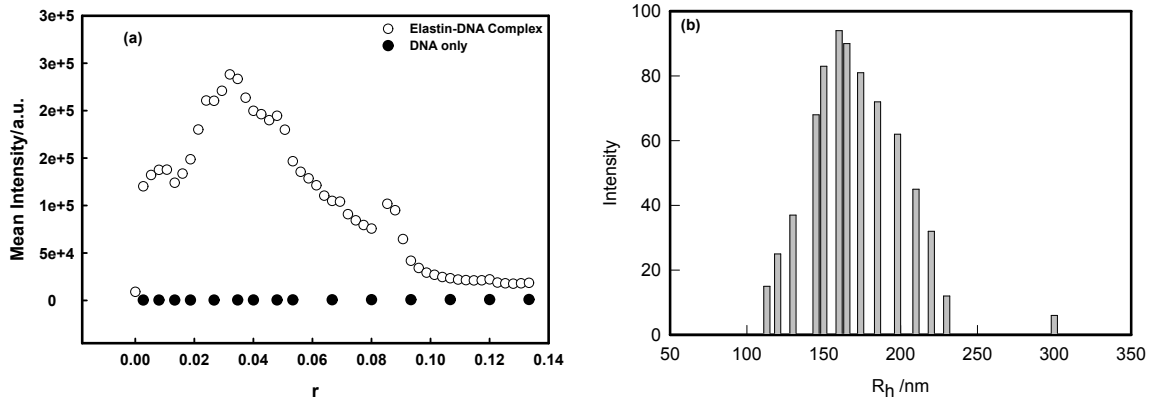 (a)
Elastin-DNA Complex
DNA only
3e+5
3e+5
2e+5
2e+5
1e+5
5e+4
0
Mean Intensity/a.u.
0.00 0.02 0.04 0.06 0.08 0.10 0.12 0.14
r
(b)
100
80
60
40
20
0
Intensity
50 100 150 200 250 300 350
Rh /nm